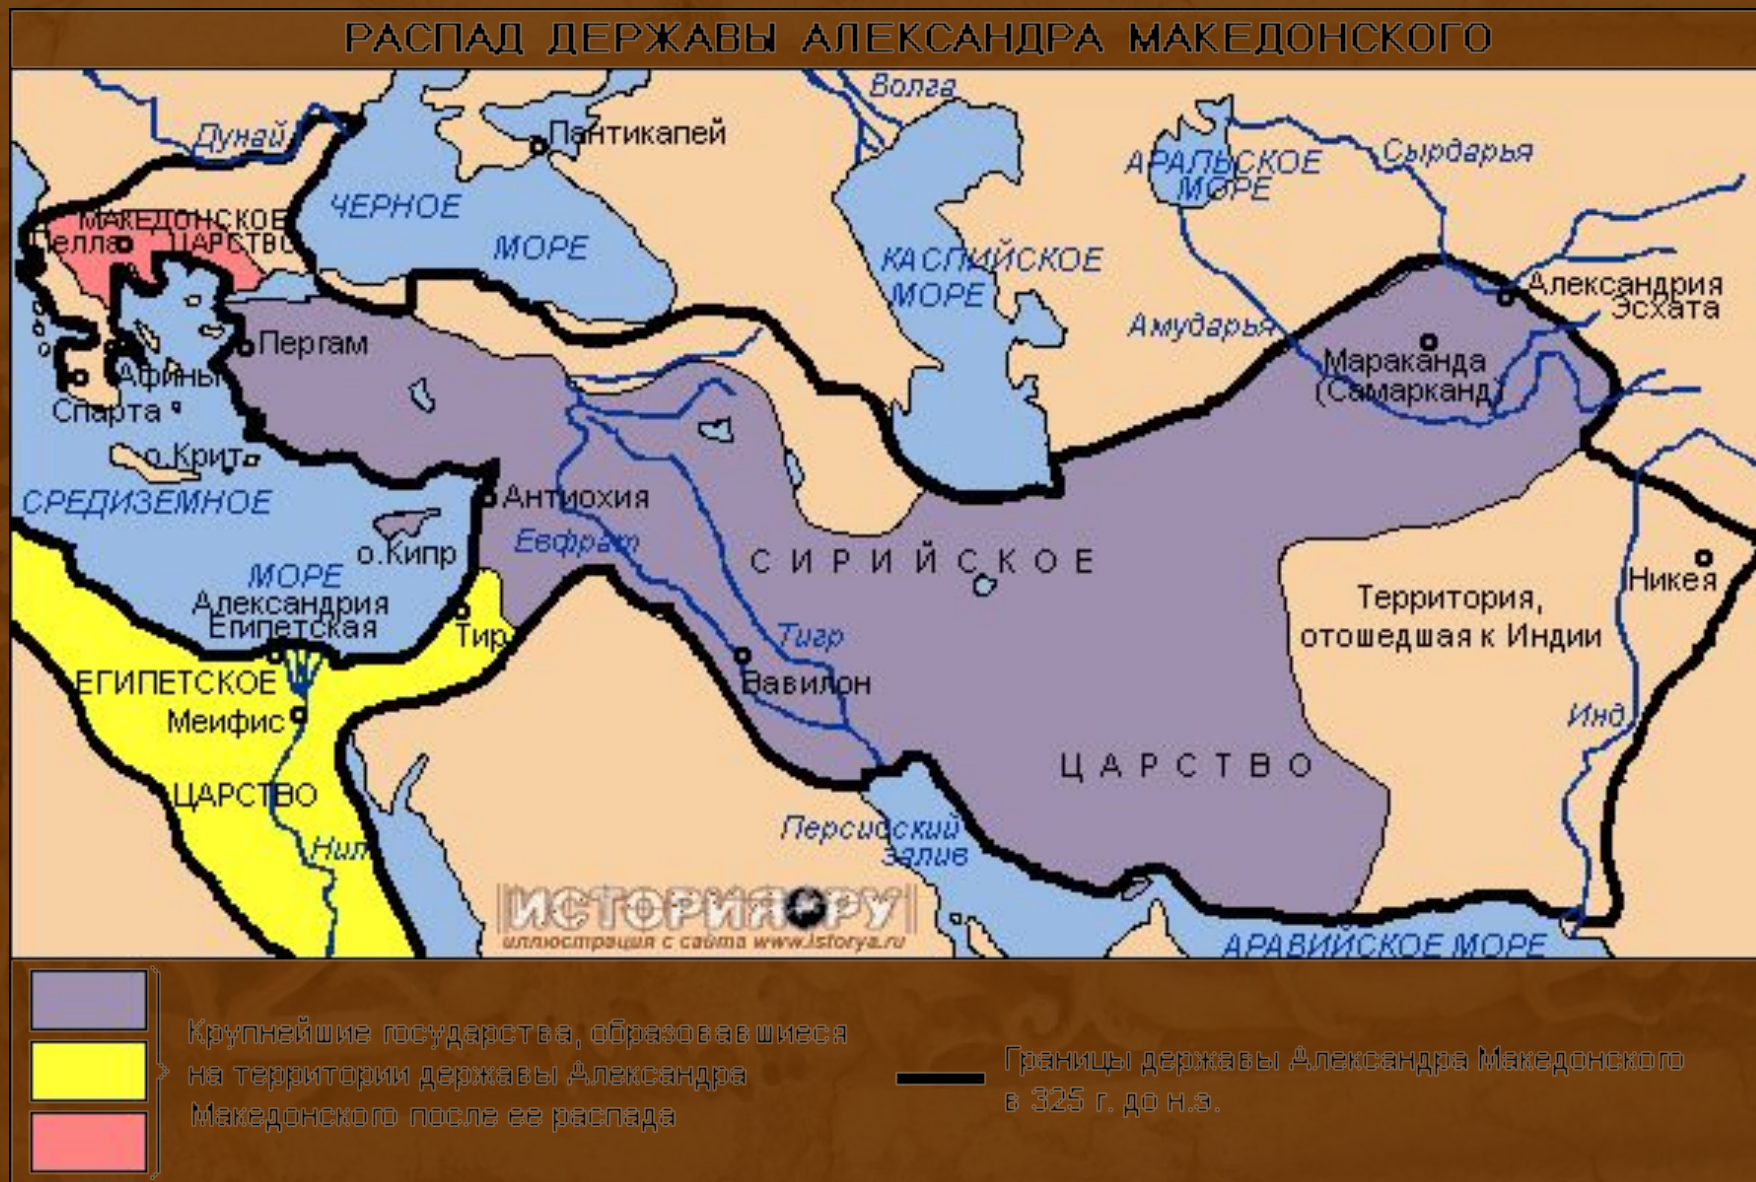 РАСПАД ДЕРЖАВЫ АЛЕКСАНДРА МАКЕДОНСКОГО
Волга
Дунай
Пантикапей
Сырдарья
АРАЛЬСКОЕ
МОРЕ
ЧЕРНОЕ
МОРЕ
МАКЕДОНСКОЕ
Пелла
ЦАРСТВО
КАСПИЙСКОЕ
МОРЕ
Александрия
Эсхата
Амударья
Пергам
Мараканда
(Самарканд)
Афины
Спарта
о.Крит
СРЕДИЗЕМНОЕ
МОРЕ
Антиохия
Евфрат
о.Кипр
СИРИЙСКОЕ
ЦАРСТВО
Никея
Территория,
отошедшая к Индии
Александрия
Египетская
Тир
Тигр
Вавилон
ЕГИПЕТСКОЕ
Меифис
ЦАРСТВО
Инд
Нил
Персидский
залив
ИСТОРИЯ РУ
иллюстрация с сайта www.istorya.ru
АРАВИЙСКОЕ МОРЕ
Крупнейшие государства, образовавшиеся
на территории державы Александра
Македонского после ее распада
Границы державы Александра Македонского
в 325 г. до н.э.